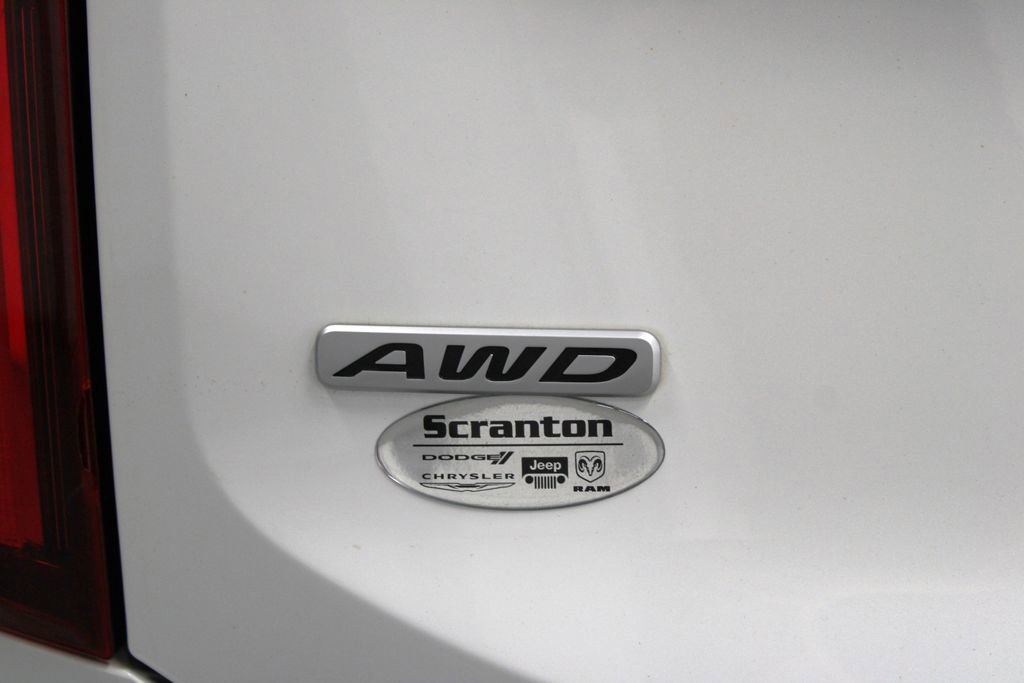 AWD
Scranton
DODGE
Jeep
CHRYSLER
RAM